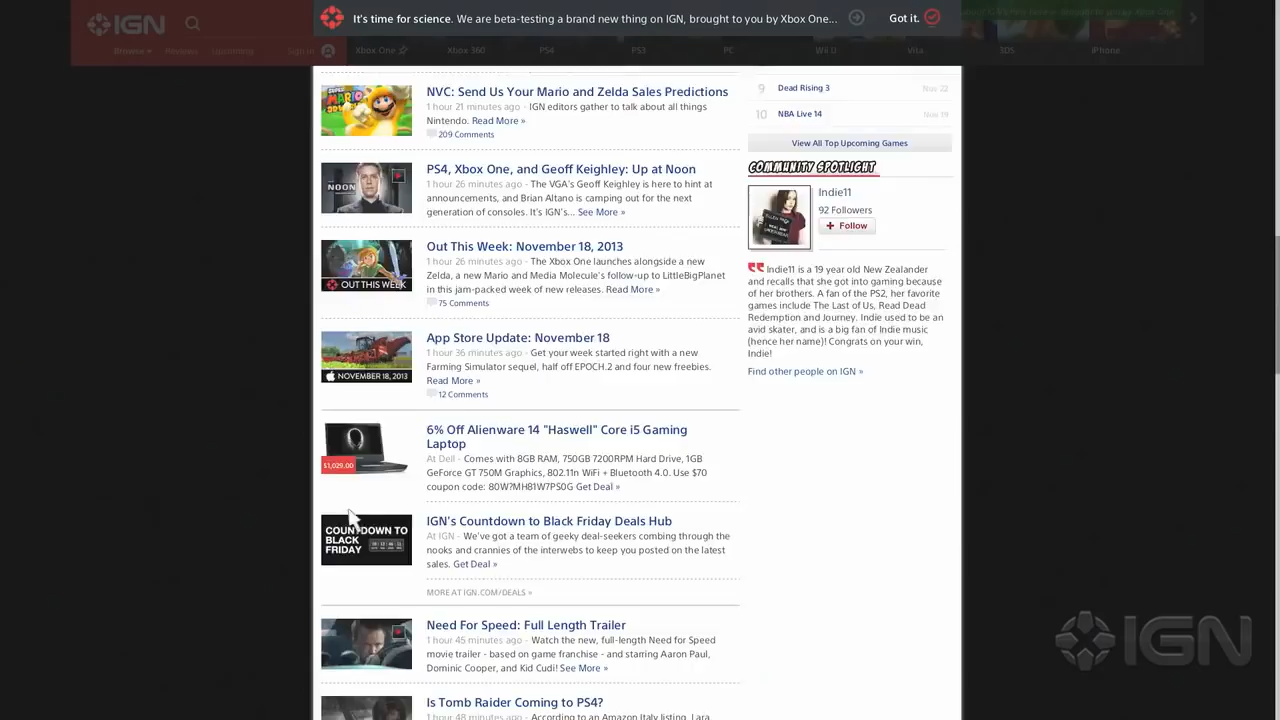 IGN
It's time for science. We are beta-testing a brand new thing on IGN, brought to you by Xbox One...
Got it.
Browse
Reviews
Upcoming
Sign in
Xbox One
Xbox 360
PS4
PS3
PC
Wii U
Vita
3DS
iPhone
NVC: Send Us Your Mario and Zelda Sales Predictions
1 hour 21 minutes ago - IGN editors gather to talk about all things
Nintendo. Read More »
209 Comments
NOON
PS4, Xbox One, and Geoff Keighley: Up at Noon
1 hour 26 minutes ago - The VGA's Geoff Keighley is here to hint at
announcements, and Brian Altano is camping out for the next
generation of consoles. It's IGN's... See More »
OUT THIS WEEK
Out This Week: November 18, 2013
1 hour 26 minutes ago - The Xbox One launches alongside a new
Zelda, a new Mario and Media Molecule's follow-up to LittleBigPlanet
in this jam-packed week of new releases. Read More »
75 Comments
NOVEMBER 18, 2013
App Store Update: November 18
1 hour 36 minutes ago - Get your week started right with a new
Farming Simulator sequel, half off EPOCH.2 and four new freebies.
Read More »
12 Comments
$1,029.00
6% Off Alienware 14 "Haswell" Core i5 Gaming
Laptop
At Dell - Comes with 8GB RAM, 750GB 7200RPM Hard Drive, 1GB
GeForce GT 750M Graphics, 802.11n WiFi + Bluetooth 4.0. Use $70
coupon code: 80W?MH81W7PS0G Get Deal »
COUNTDOWN TO
BLACK
FRIDAY
IGN's Countdown to Black Friday Deals Hub
At IGN - We've got a team of geeky deal-seekers combing through the
nooks and crannies of the interwebs to keep you posted on the latest
sales. Get Deal »
MORE AT IGN.COM/DEALS »
Need For Speed: Full Length Trailer
1 hour 45 minutes ago - Watch the new, full-length Need for Speed
movie trailer - based on game franchise - and starring Aaron Paul,
Dominic Cooper, and Kid Cudi! See More »
Is Tomb Raider Coming to PS4?
1 hour 48 minutes ago - According to an Amazon Italy listing, Lara
9 Dead Rising 3 Nov 22
10 NBA Live 14 Nov 19
View All Top Upcoming Games
COMMUNITY SPOTLIGHT
Indie11
92 Followers
+ Follow
Indie11 is a 19 year old New Zealander
and recalls that she got into gaming because
of her brothers. A fan of the PS2, her favorite
games include The Last of Us, Read Dead
Redemption and Journey. Indie used to be an
avid skater, and is a big fan of Indie music
(hence her name)! Congrats on your win,
Indie!
Find other people on IGN »
IGN